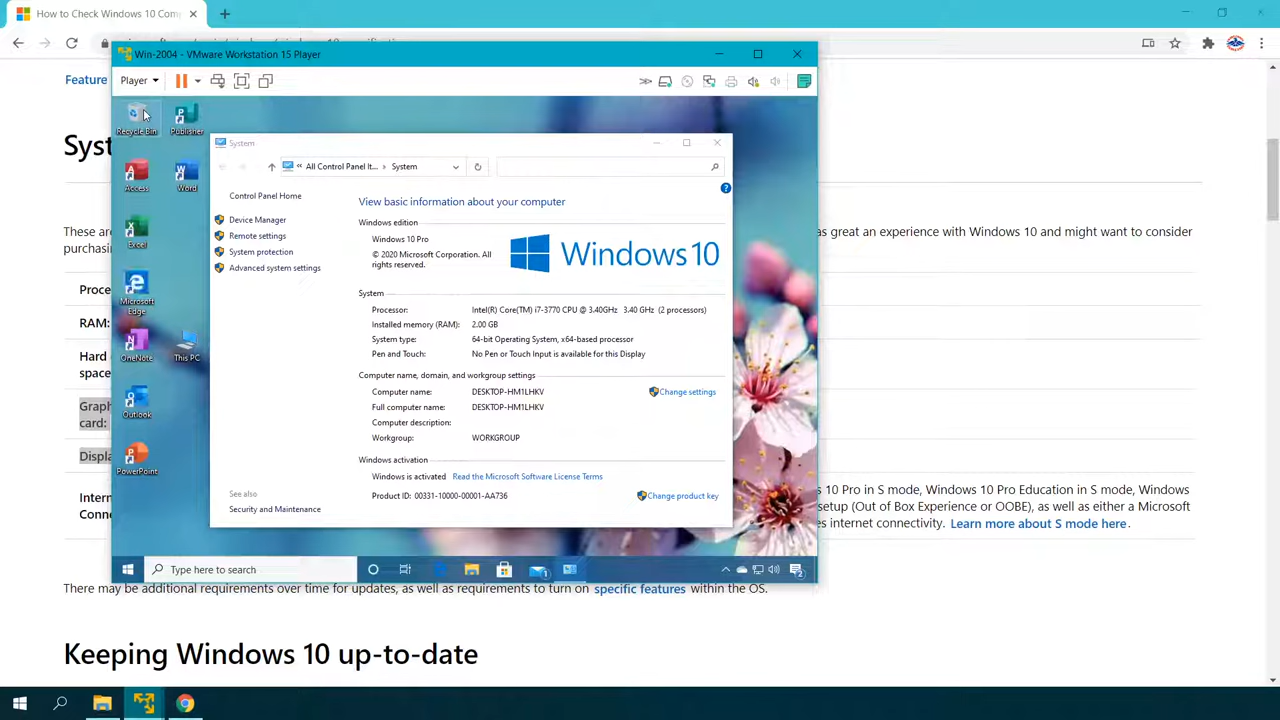 How to Check Windows 10 Com
Feature
Win-2004 - VMware Workstation 15 Player
Player
Syst
These are
purchasing
as great an experience with Windows 10 and might want to consider
Proce
RAM:
Hard
space
Graph
card:
Displa
Intern
Conne
10 Pro in S mode, Windows 10 Pro Education in S mode, Windows
setup (Out of Box Experience or OOBE), as well as either a Microsoft
es internet connectivity. Learn more about S mode here.
Recycle Bin
Publisher
Access
Word
Excel
Microsoft
Edge
OneNote
This PC
Outlook
PowerPoint
System
« All Control Panel It... › System
Control Panel Home
Device Manager
Remote settings
System protection
Advanced system settings
See also
Security and Maintenance
View basic information about your computer
Windows edition
Windows 10 Pro
© 2020 Microsoft Corporation. All
rights reserved.
Windows 10
System
Processor: Intel(R) Core(TM) i7-3770 CPU @ 3.40GHz 3.40 GHz (2 processors)
Installed memory (RAM): 2.00 GB
System type: 64-bit Operating System, x64-based processor
Pen and Touch: No Pen or Touch Input is available for this Display
Computer name, domain, and workgroup settings
Computer name: DESKTOP-HM1LHKV Change settings
Full computer name: DESKTOP-HM1LHKV
Computer description:
Workgroup: WORKGROUP
Windows activation
Windows is activated Read the Microsoft Software License Terms
Product ID: 00331-10000-00001-AA736 Change product key
Type here to search
There may be additional requirements over time for updates, as well as requirements to turn on specific features within the OS.
Keeping Windows 10 up-to-date